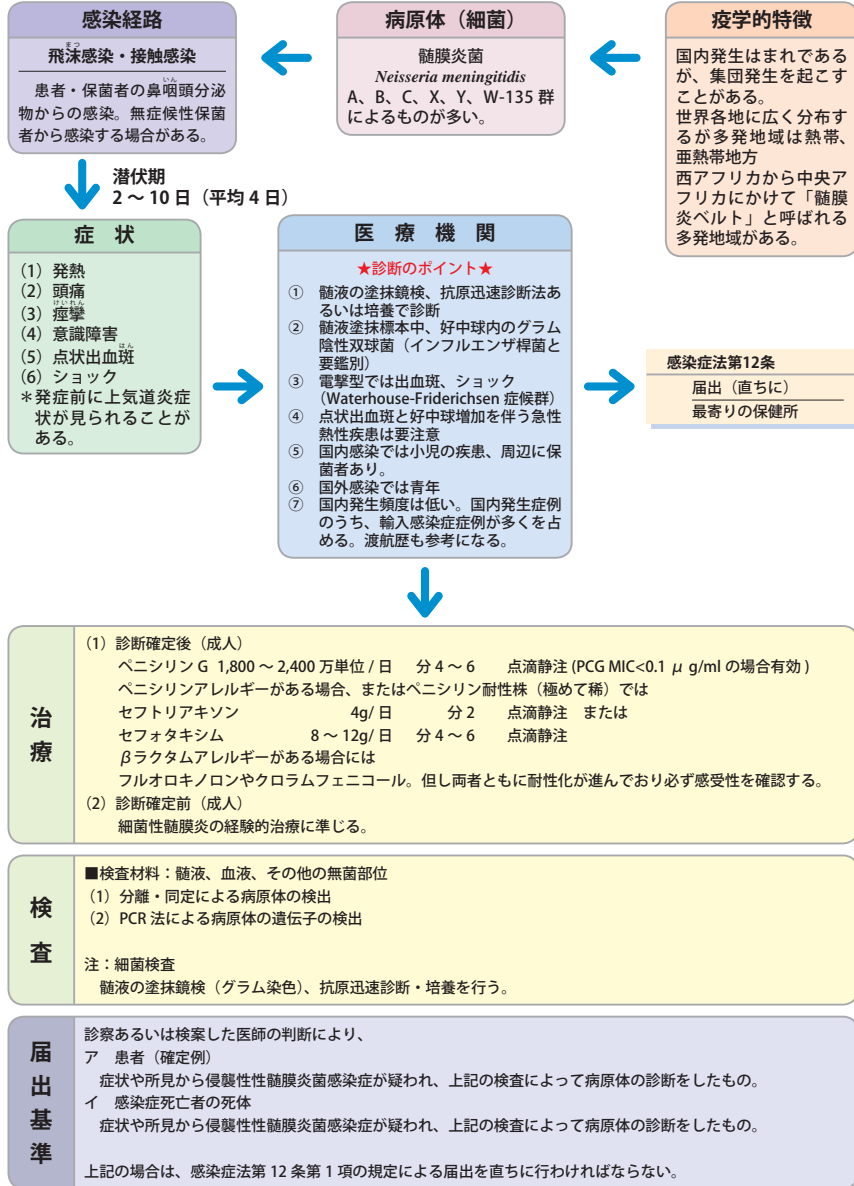 感染経路
飛沫感染・接触感染
患者・保菌者の鼻咽頭分泌
物からの感染。無症候性保菌
者から感染する場合がある。
病原体（細菌）
髄膜炎菌
Neisseria meningitidis
A、B、C、X、Y、W-135 群
によるものが多い。
疫学的特徴
国内発生はまれである
が、集団発生を起こす
ことがある。
世界各地に広く分布す
るが多発地域は熱帯、
亜熱帯地方
西アフリカから中央ア
フリカにかけて「髄膜
炎ベルト」と呼ばれる
多発地域がある。
潜伏期
2 ～ 10 日（平均 4 日）
症　状
（1）発熱
（2）頭痛
（3）痙攣
（4）意識障害
（5）点状出血斑
（6）ショック
＊発症前に上気道炎症
状が見られることが
ある。
医　療　機　関
★診断のポイント★
①　髄液の塗抹鏡検、抗原迅速診断法あ
るいは培養で診断
②　髄液塗抹標本中、好中球内のグラム
陰性双球菌（インフルエンザ桿菌と
要鑑別）
③　電撃型では出血斑、ショック
（Waterhouse-Friderichsen 症候群）
④　点状出血斑と好中球増加を伴う急性
熱性疾患は要注意
⑤　国内感染では小児の疾患、周辺に保
菌者あり。
⑥　国外感染では青年
⑦　国内発生頻度は低い。国内発生症例
のうち、輸入感染症症例が多くを占
める。渡航歴も参考になる。
感染症法第12条
届出（直ちに）
最寄りの保健所
治療
（1）診断確定後（成人）
ペニシリン G 1,800 ～ 2,400 万単位 / 日　分 4 ～ 6　点滴静注 (PCG MIC<0.1 μ g/ml の場合有効 )
ペニシリンアレルギーがある場合、またはペニシリン耐性株（極めて稀）では
セフトリアキソン　4g/ 日　分 2　点滴静注　または
セフォタキシム　8 ～ 12g/ 日　分 4 ～ 6　点滴静注
βラクタムアレルギーがある場合には
フルオロキノロンやクロラムフェニコール。但し両者ともに耐性化が進んでおり必ず感受性を確認する。
（2）診断確定前（成人）
細菌性髄膜炎の経験的治療に準じる。
検査
■検査材料：髄液、血液、その他の無菌部位
（1）分離・同定による病原体の検出
（2）PCR 法による病原体の遺伝子の検出
注：細菌検査
髄液の塗抹鏡検（グラム染色）、抗原迅速診断・培養を行う。
届出基準
診察あるいは検案した医師の判断により、
ア　患者（確定例）
症状や所見から侵襲性性髄膜炎菌感染症が疑われ、上記の検査によって病原体の診断をしたもの。
イ　感染症死亡者の死体
症状や所見から侵襲性性髄膜炎菌感染症が疑われ、上記の検査によって病原体の診断をしたもの。
上記の場合は、感染症法第 12 条第 1 項の規定による届出を直ちに行わければならない。